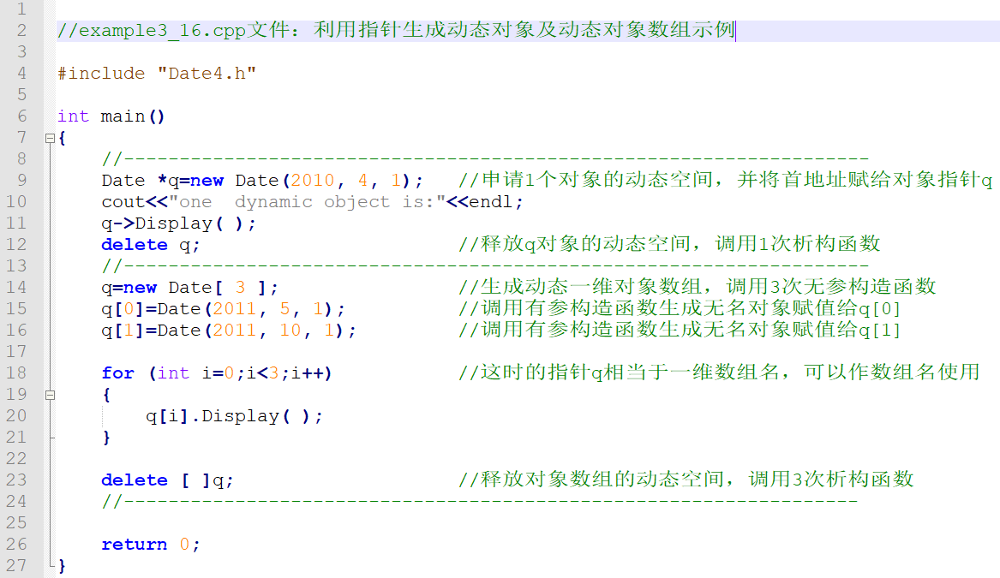 1
2 //example3_16.cpp文件：利用指针生成动态对象及动态对象数组示例
3
4 #include "Date4.h"
5
6 int main()
7 {
8 //-------------------------------------------------------------------
9 Date *q=new Date(2010, 4, 1); //申请1个对象的动态空间，并将首地址赋给对象指针q
10 cout<<"one  dynamic object is:"<<endl;
11 q->Display( );
12 delete q; //释放q对象的动态空间，调用1次析构函数
13 //-------------------------------------------------------------------
14 q=new Date[ 3 ]; //生成动态一维对象数组，调用3次无参构造函数
15 q[0]=Date(2011, 5, 1); //调用有参构造函数生成无名对象赋值给q[0]
16 q[1]=Date(2011, 10, 1); //调用有参构造函数生成无名对象赋值给q[1]
17
18 for (int i=0;i<3;i++) //这时的指针q相当于一维数组名，可以作数组名使用
19 {
20 q[i].Display( );
21 }
22
23 delete [ ]q; //释放对象数组的动态空间，调用3次析构函数
24 //------------------------------------------------------------------
25
26 return 0;
27 }